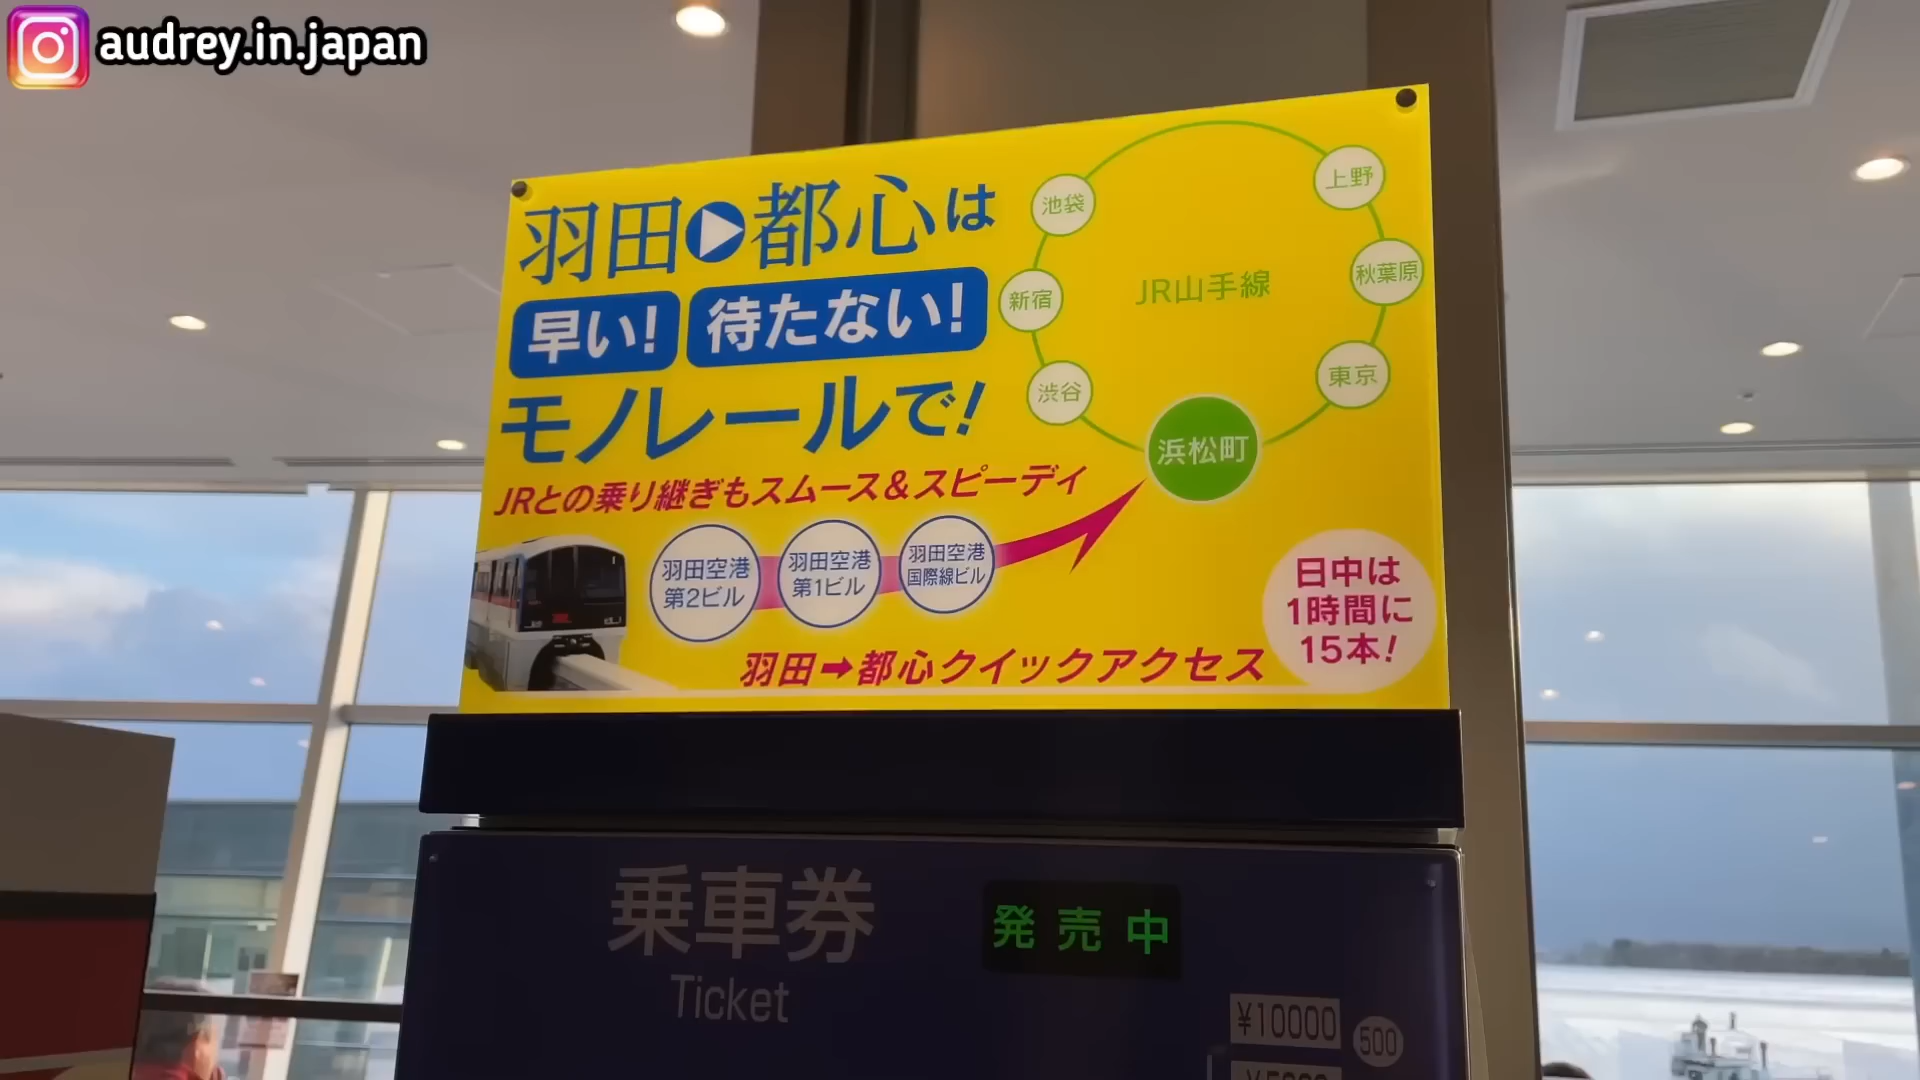 audrey.in.japan
羽田▶都心は
早い! 待たない!
モノレールで!
JRとの乗り継ぎもスムース&スピーディ
羽田空港
第2ビル
羽田空港
第1ビル
羽田空港
国際線ビル
羽田➡都心クイックアクセス
上野
池袋
秋葉原
JR山手線
新宿
東京
渋谷
浜松町
日中は
1時間に
15本!
乗車券
Ticket
発売中
¥10000
500